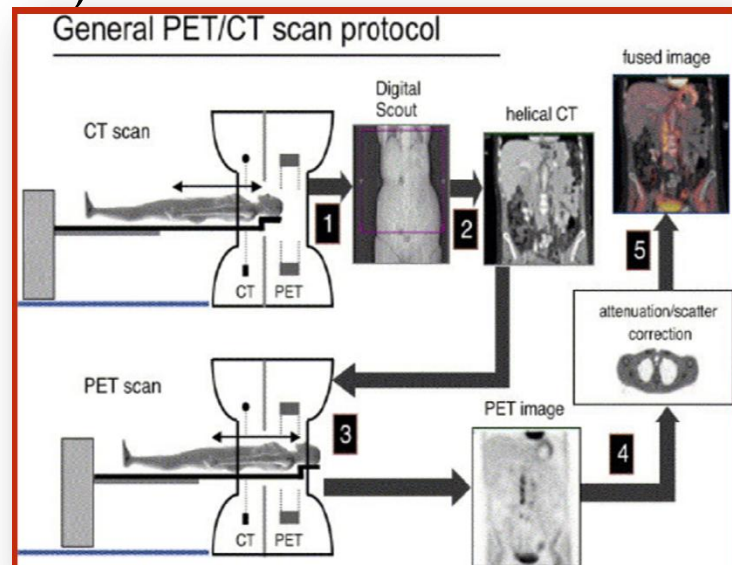 General PET/CT scan protocol
fused image
Digital
Scout
helical CT
CT scan
1
2
CT
PET
5
attenuation/scatter
correction
PET scan
3
PET image
4
CT
PET